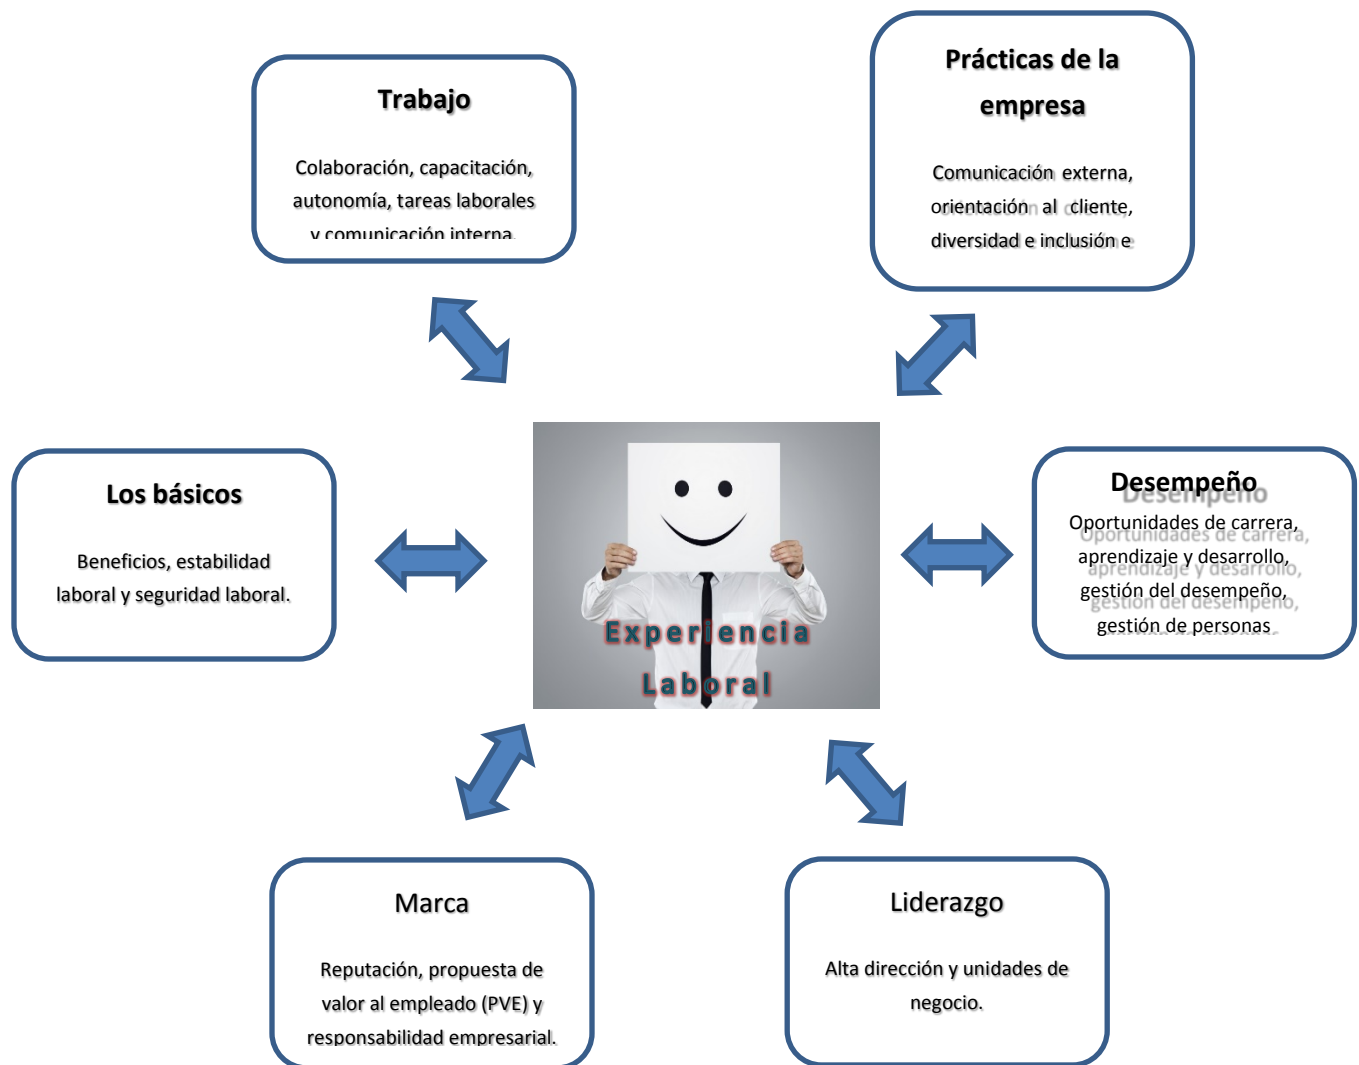 Trabajo
Colaboración, capacitación,
autonomía, tareas laborales
y comunicación interna.
Prácticas de la
empresa
Comunicación externa,
orientación al cliente,
diversidad e inclusión e
Los básicos
Beneficios, estabilidad
laboral y seguridad laboral.
Experiencia
Laboral
Desempeño
Oportunidades de carrera,
aprendizaje y desarrollo,
gestión del desempeño,
gestión de personas
Marca
Reputación, propuesta de
valor al empleado (PVE) y
responsabilidad empresarial.
Liderazgo
Alta dirección y unidades de
negocio.